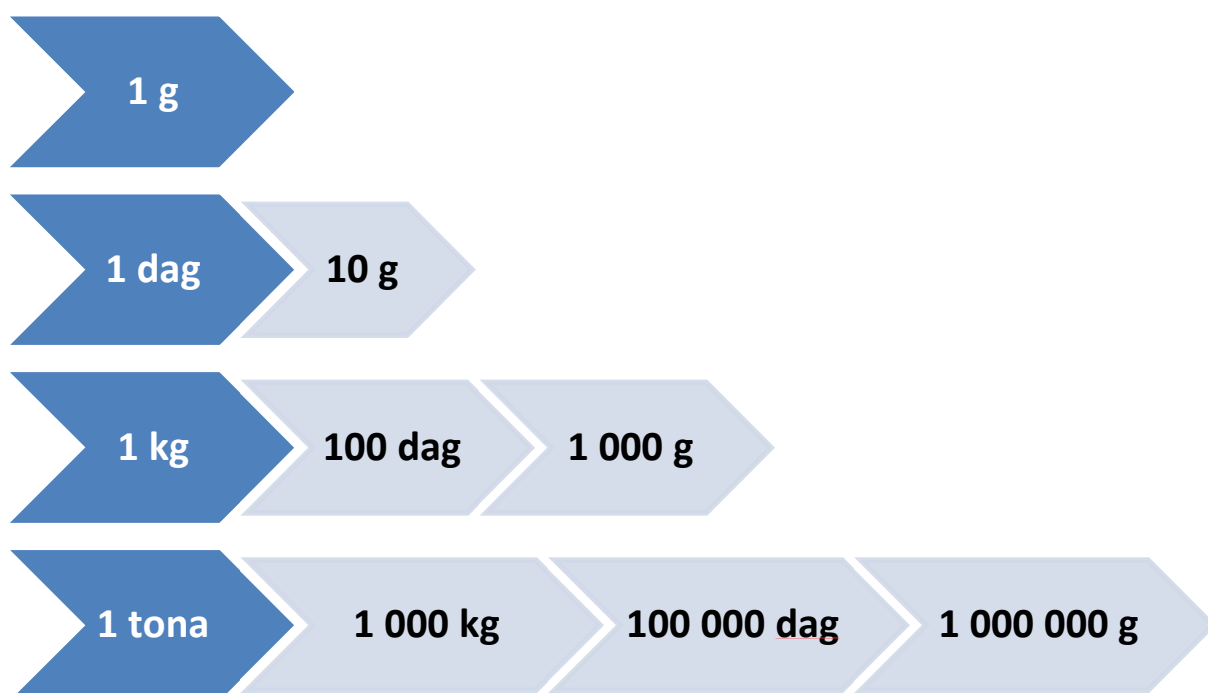 1 g
1 dag
10 g
1 kg
100 dag
1 000 g
1 tona
1 000 kg
100 000 dag
1 000 000 g